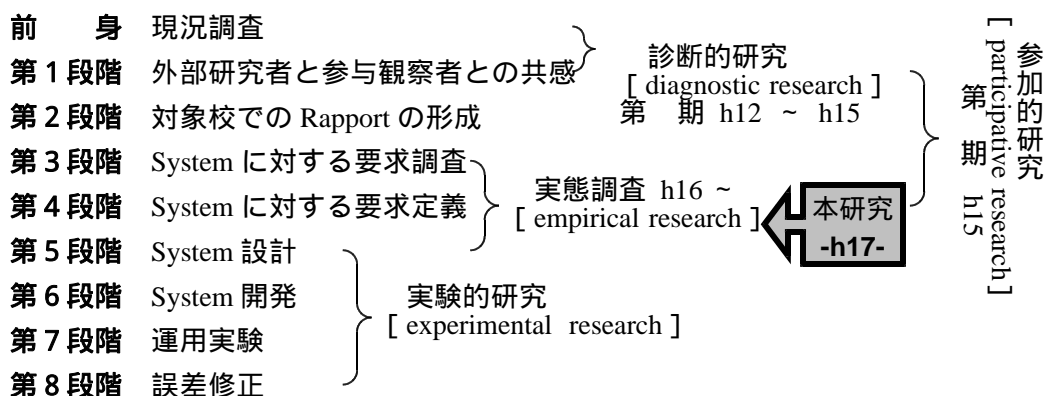 前　身 現況調査
第1段階 外部研究者と参与観察者との共感
第2段階 対象校での Rapport の形成
第3段階 System に対する要求調査
第4段階 System に対する要求定義
第5段階 System 設計
第6段階 System 開発
第7段階 運用実験
第8段階 誤差修正
診断的研究
[ diagnostic research ]
第　期 h12 ~ h15
実態調査 h16 ~
[ empirical research ]
実験的研究
[ experimental research ]
本研究
-h17-
参加的研究
[ participative research ]
第　期 h15